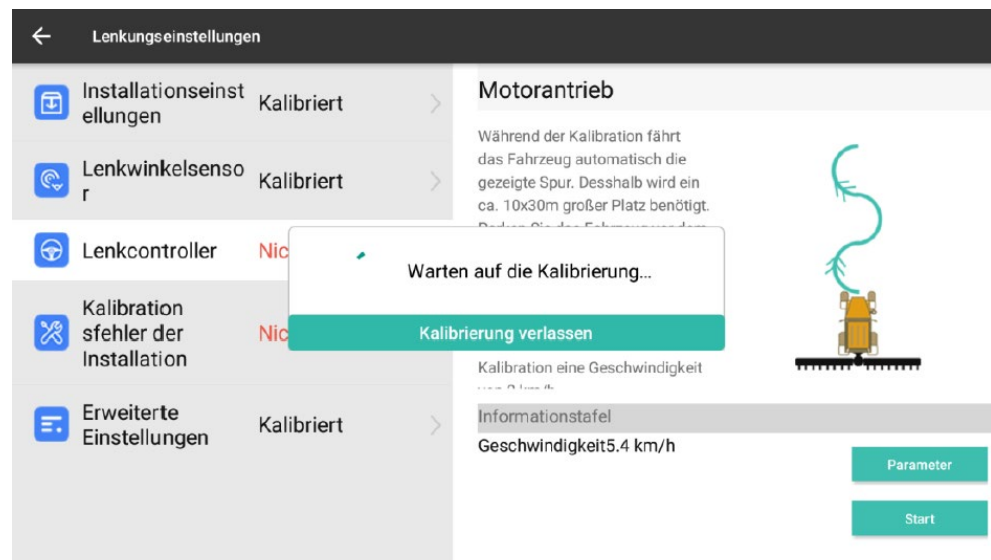 Lenkungseinstellungen
Installationseinst
ellungen
Kalibriert
Lenkwinkelsenso
r
Kalibriert
Lenkcontroller
Nic
Kalibration
sfehler der
Installation
Nic
Erweiterte
Einstellungen
Kalibriert
Motorantrieb
Während der Kalibration fährt
das Fahrzeug automatisch die
gezeigte Spur. Desshalb wird ein
ca. 10x30m großer Platz benötigt.
Warten auf die Kalibrierung...
Kalibrierung verlassen
Kalibration eine Geschwindigkeit
Informationstafel
Geschwindigkeit5.4 km/h
Parameter
Start